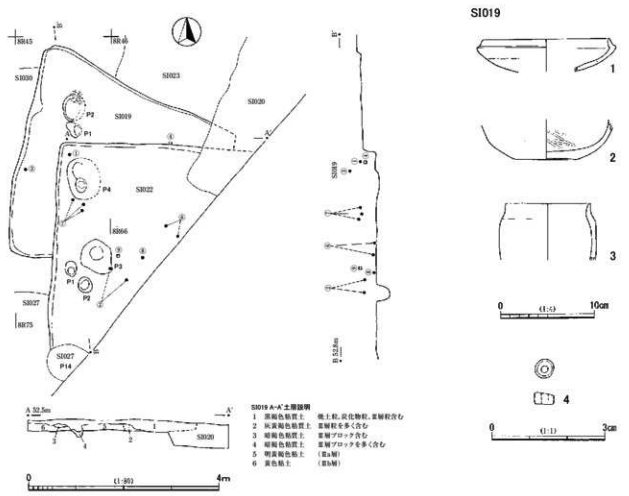 SI019
8R45
8R46
SI030
SI023
SI020
P2
SI019
P1
A'
P4
SI022
8R66
P3
P1
P2
SI027
8R75
SI027
P14
B'
SI019
B 52.8m
1
2
3
0 (1:4) 10cm
4
0 (1:1) 3cm
A 52.5m A'
SI020
0 (1:80) 4m
SI019 A-A'土層説明
1 黒褐色粘質土 焼土粒,炭化物粒,Ⅲ層粒含む
2 灰黄褐色粘質土 Ⅲ層粒を多く含む
3 暗褐色粘質土 Ⅲ層ブロック含む
4 暗褐色粘質土 Ⅲ層ブロックを多く含む
5 明黄褐色粘土 (Ⅲa層)
6 黄色粘土 (Ⅲb層)